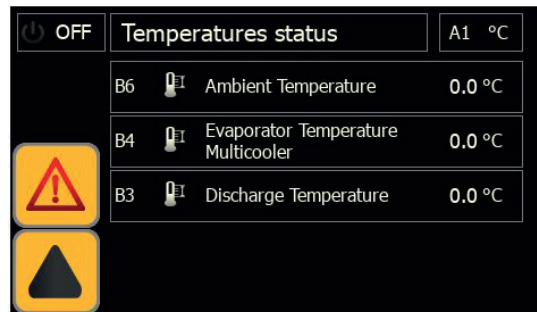 OFF Temperatures status A1 °C
B6 Ambient Temperature 0.0 °C
B4 Evaporator Temperature Multicooler 0.0 °C
B3 Discharge Temperature 0.0 °C